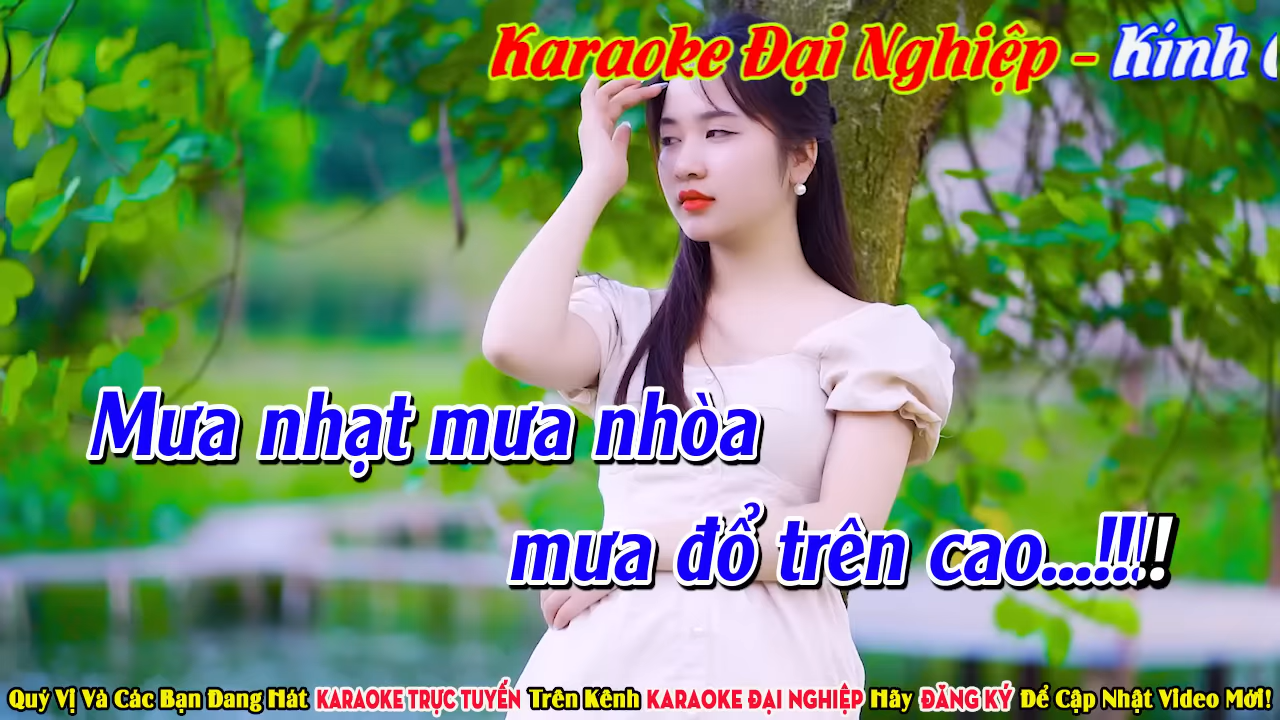 Karaoke Đại Nghiệp - Kính
Mưa nhạt mưa nhòa
mưa đổ trên cao...!!!!!
Quý Vị Và Các Bạn Đang Hát KARAOKE TRỰC TUYẾN Trên Kênh KARAOKE ĐẠI NGHIỆP Hãy ĐĂNG KÝ Để Cập Nhật Video Mới!